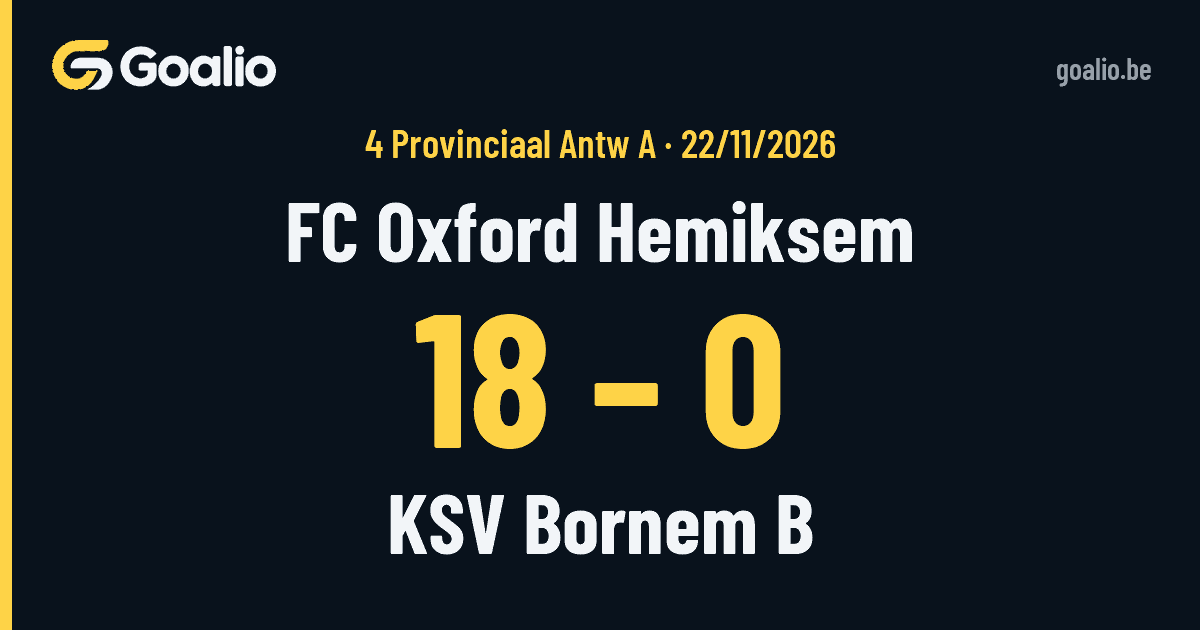 Goalio
goalio.be
4 Provinciaal Antw A · 22/11/2026
FC Oxford Hemiksem
18 – 0
KSV Bornem B